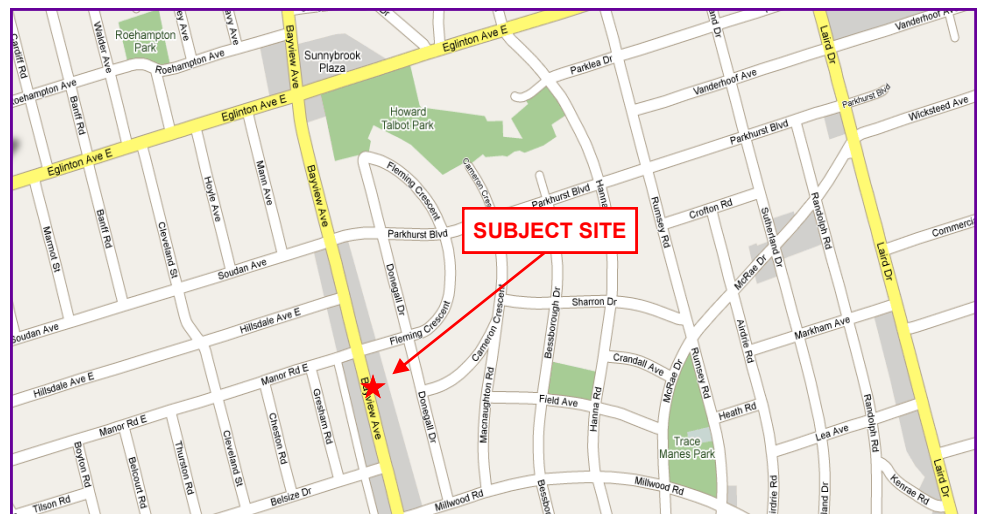 Cardiff Rd
Walder Ave
Roehampton
Park
Bayview Ave
Dr
Eglinton Ave E
Laird Dr
Vanderhoof Ave
Roehampton Ave
Sunnybrook
Plaza
Parklea Dr
Vanderhoof Ave
Banff Rd
Eglinton Ave E
Howard
Talbot Park
Parkhurst Blvd
Wicksteed Ave
Parkhurst Blvd
Eglinton Ave E
Hoyle Ave
Mann Ave
Bayview Ave
Fleming Crescent
Parkhurst Blvd
Rumsey Rd
Crofton Rd
Sutherland Dr
Randolph Rd
Marmot St
Banff Rd
Cleveland St
SUBJECT SITE
Parkhurst Blvd
Laird Dr
Soudan Ave
Donegall Dr
McRae Dr
Soudan Ave
Cameron Crescent
Bessborough Dr
Sharron Dr
Hillsdale Ave E
Fleming Crescent
Airdrie Rd
Markham Ave
Hillsdale Ave E
Manor Rd E
Bayview Ave
Crandall Ave
McRae Dr
Rumsey Rd
Manor Rd E
Gresham Rd
Donegall Dr
Macnaughton Rd
Field Ave
Hanna Rd
Heath Rd
Randolph Rd
Boyton Rd
Belcourt Rd
Thurston Rd
Cleveland St
Cheston Rd
Trace
Manes Park
Lea Ave
Laird Dr
Tilson Rd
Belsize Dr
Millwood Rd
Millwood Rd
Kenrae Rd